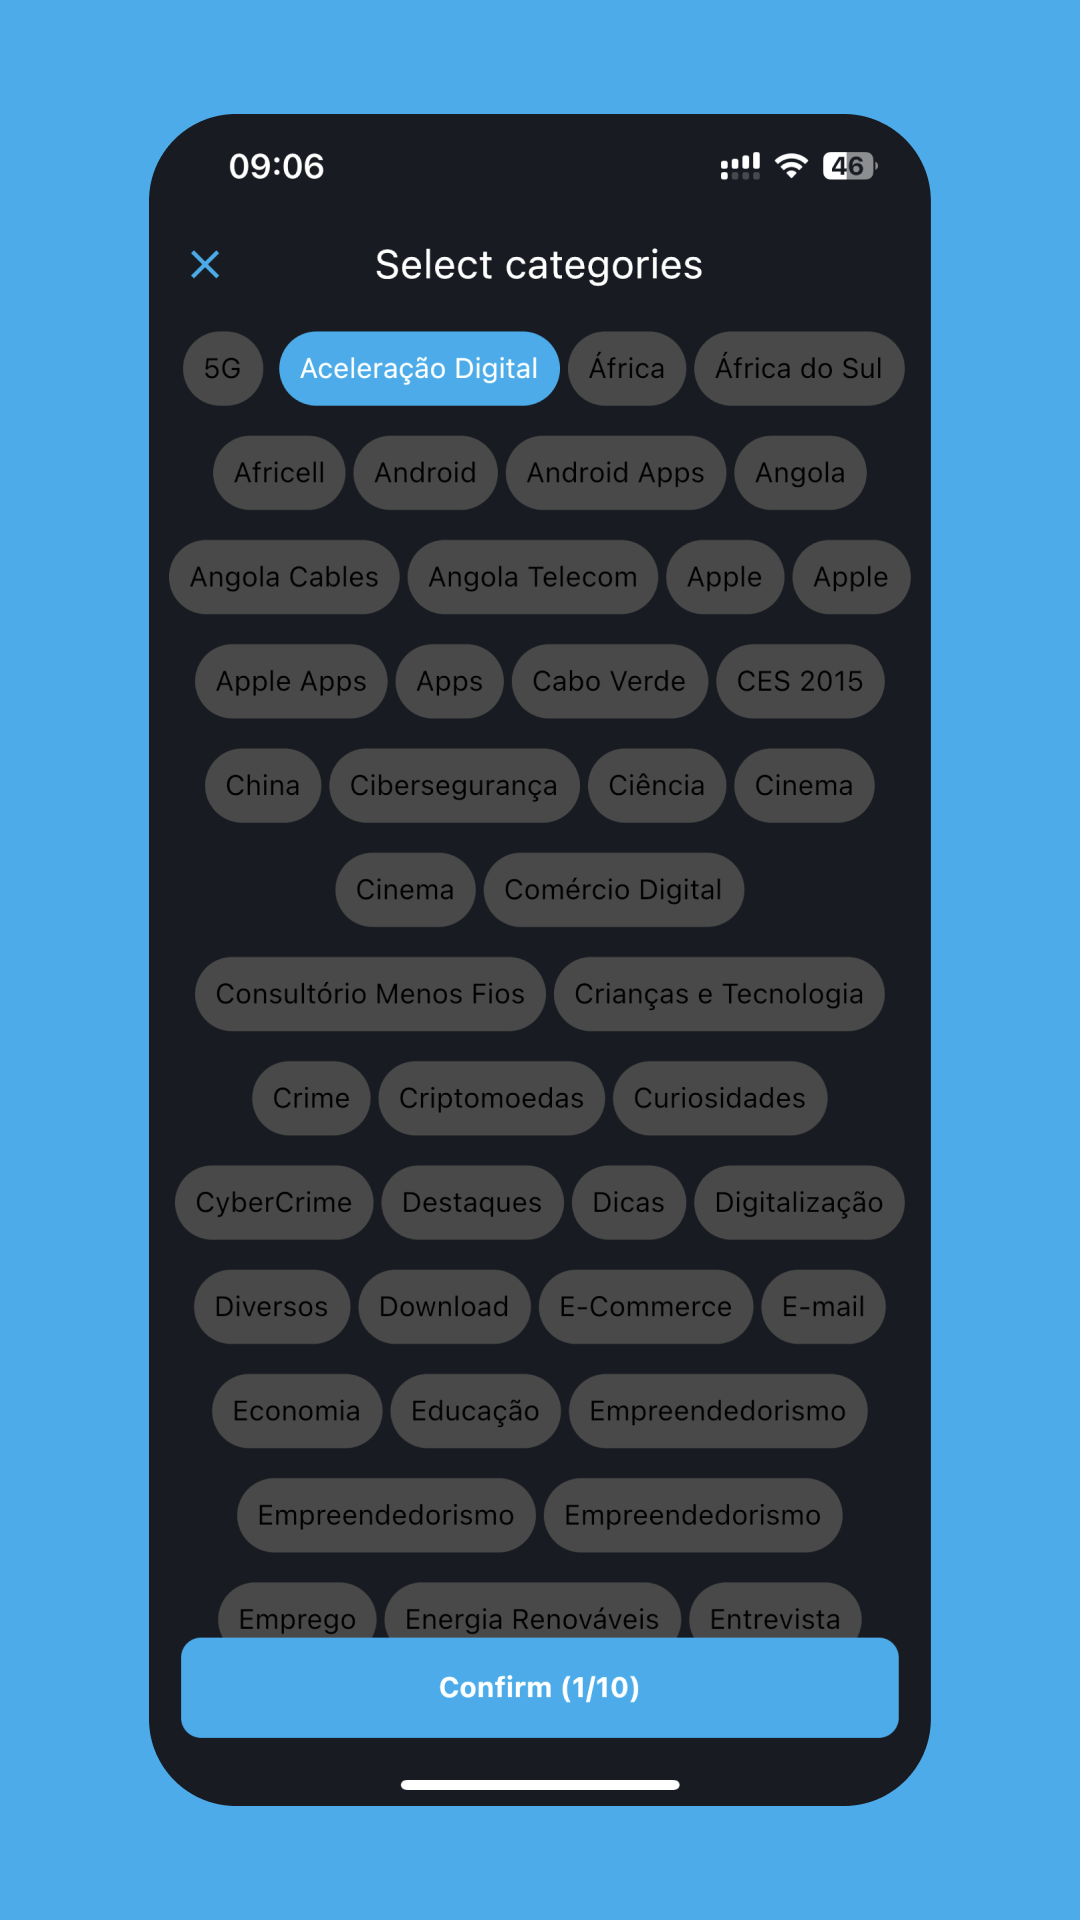 09:06
46
Select categories
5G Aceleração Digital África África do Sul
Africell Android Android Apps Angola
Angola Cables Angola Telecom Apple Apple
Apple Apps Apps Cabo Verde CES 2015
China Cibersegurança Ciência Cinema
Cinema Comércio Digital
Consultório Menos Fios Crianças e Tecnologia
Crime Criptomoedas Curiosidades
CyberCrime Destaques Dicas Digitalização
Diversos Download E-Commerce E-mail
Economia Educação Empreendedorismo
Empreendedorismo Empreendedorismo
Emprego Energia Renováveis Entrevista
Confirm (1/10)